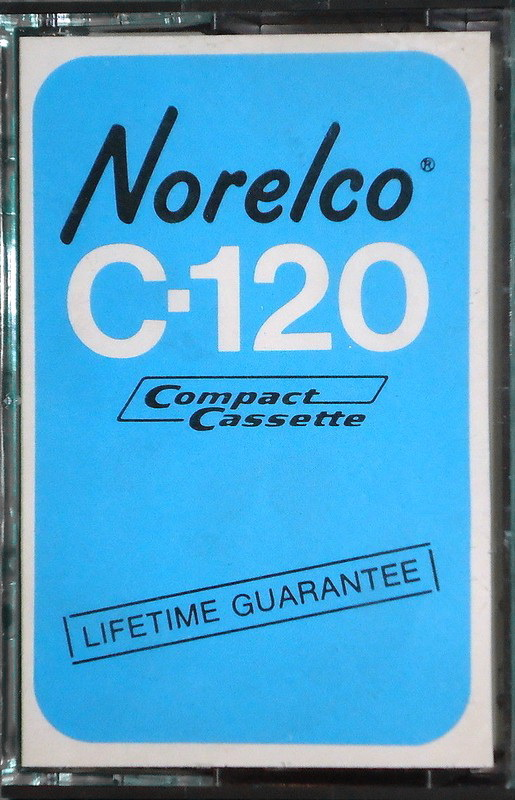 Norelco®
C·120
Compact
Cassette
LIFETIME GUARANTEE